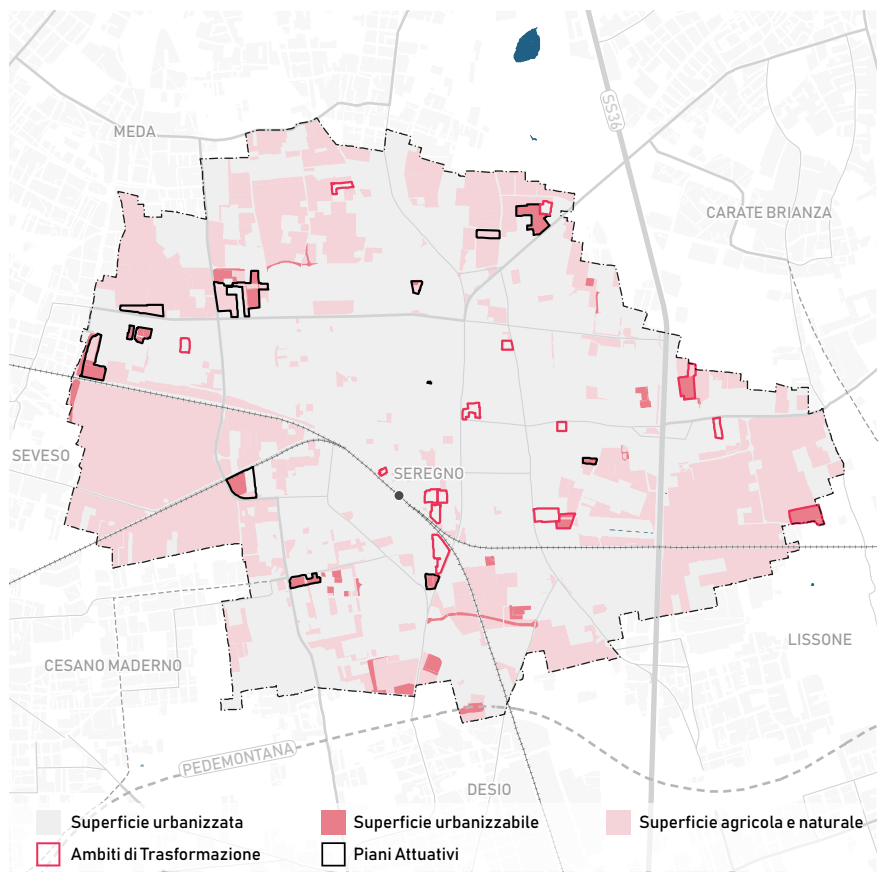 SS36
MEDA
CARATE BRIANZA
SEVESO
SEREGNO
LISSONE
CESANO MADERNO
PEDEMONTANA
DESIO
Superficie urbanizzata
Superficie urbanizzabile
Superficie agricola e naturale
Ambiti di Trasformazione
Piani Attuativi